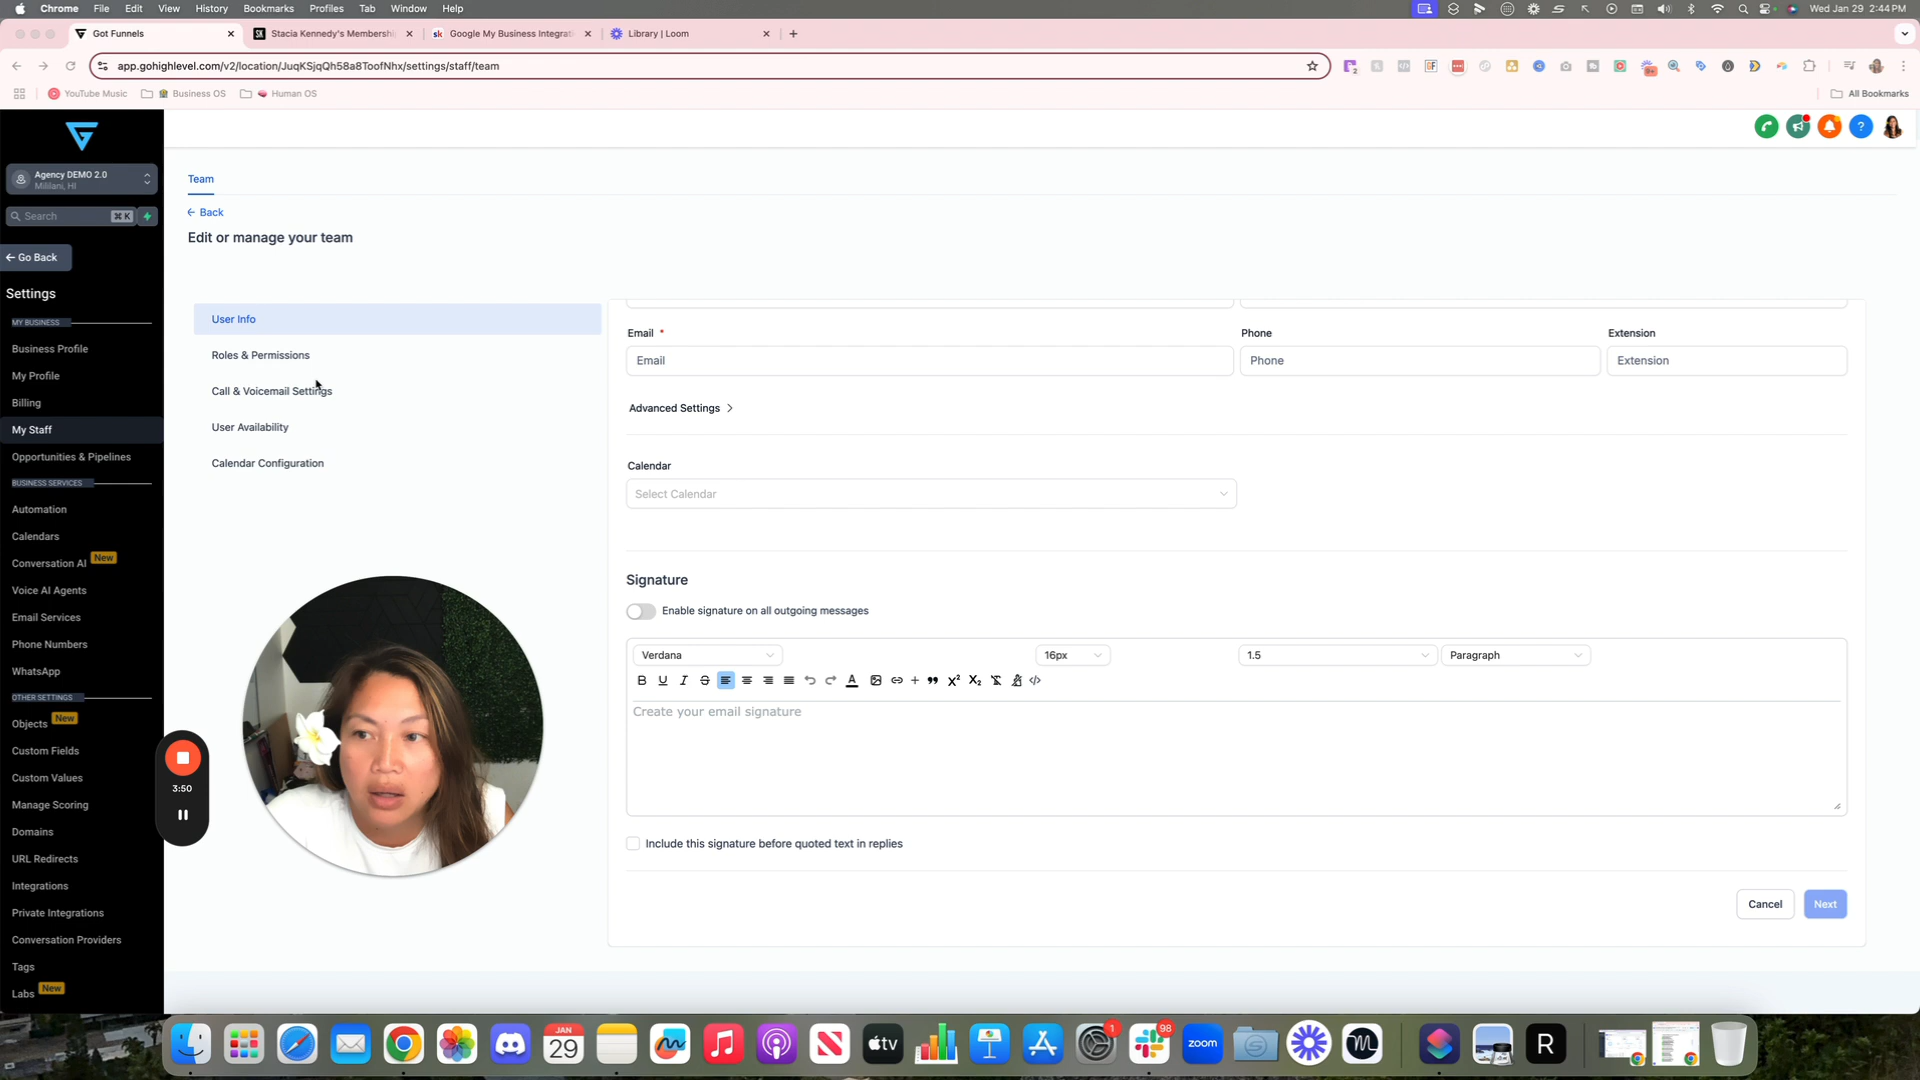 Chrome File Edit View History Bookmarks Profiles Tab Window Help
Wed Jan 29 2:44 PM
Got Funnels
Stacia Kennedy's Membershi
Google My Business Integrat
Library | Loom
app.gohighlevel.com/v2/location/JuqKSjqQh58a8ToofNhx/settings/staff/team
YouTube Music
Business OS
Human OS
All Bookmarks
Agency DEMO 2.0
Mililani, HI
Search
⌘ K
Go Back
Settings
MY BUSINESS
Business Profile
My Profile
Billing
My Staff
Opportunities & Pipelines
BUSINESS SERVICES
Automation
Calendars
Conversation AI New
Voice AI Agents
Email Services
Phone Numbers
WhatsApp
OTHER SETTINGS
Objects New
Custom Fields
Custom Values
Manage Scoring
Domains
URL Redirects
Integrations
Private Integrations
Conversation Providers
Tags
Labs New
Team
Back
Edit or manage your team
User Info
Roles & Permissions
Call & Voicemail Settings
User Availability
Calendar Configuration
3:50
Email *
Phone
Extension
Email
Phone
Extension
Advanced Settings
Calendar
Select Calendar
Signature
Enable signature on all outgoing messages
Verdana
16px
1.5
Paragraph
Create your email signature
Include this signature before quoted text in replies
Cancel
Next
JAN
29
tv
1
98
zoom
R